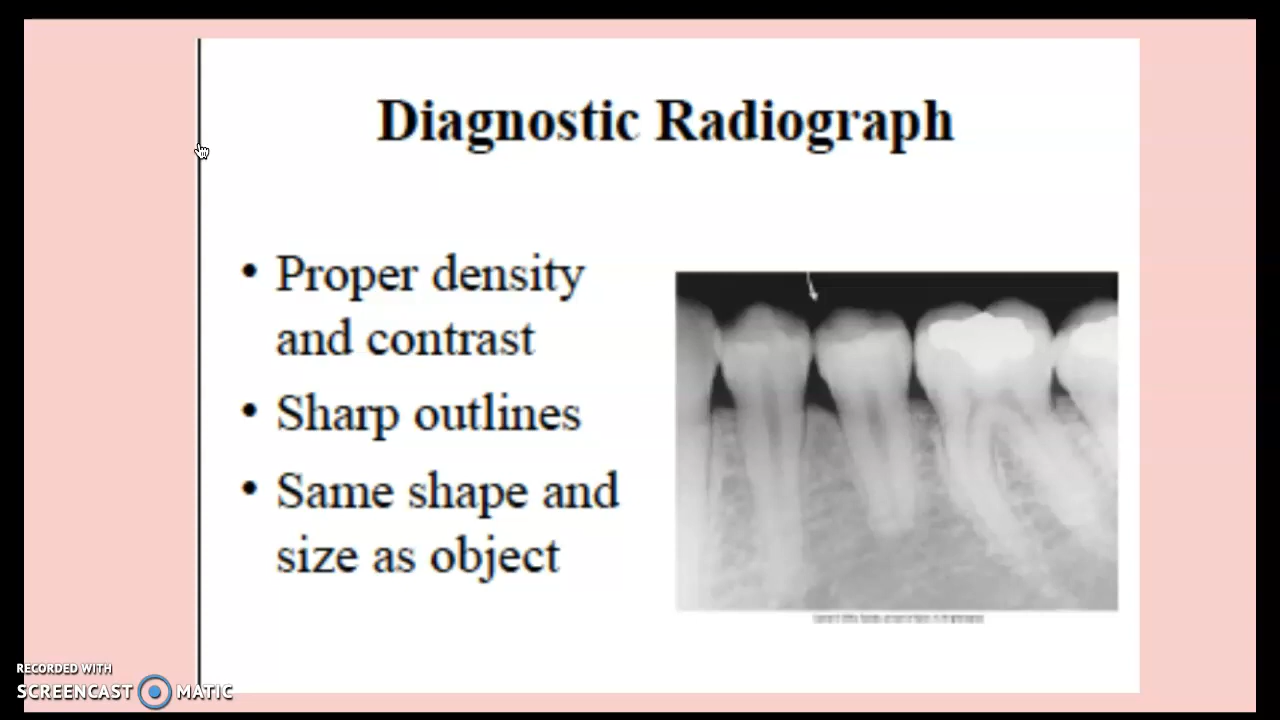 Diagnostic Radiograph
• Proper density
and contrast
• Sharp outlines
• Same shape and
size as object
RECORDED WITH
SCREENCAST MATIC